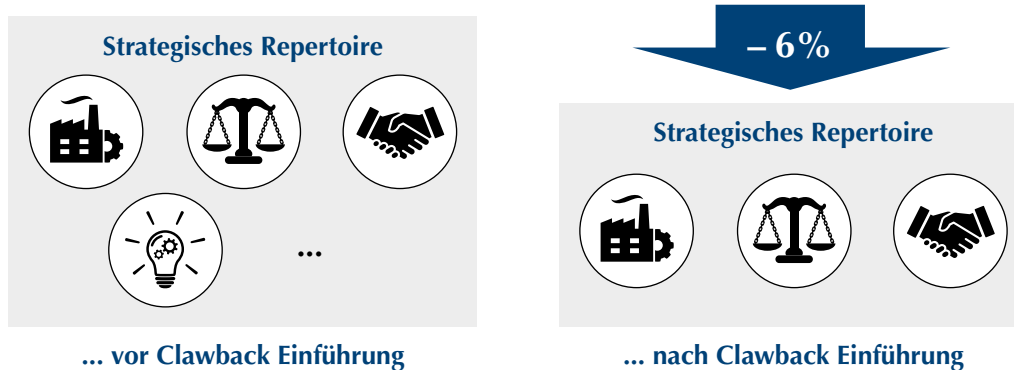 Strategisches Repertoire
...
... vor Clawback Einführung
– 6%
Strategisches Repertoire
... nach Clawback Einführung